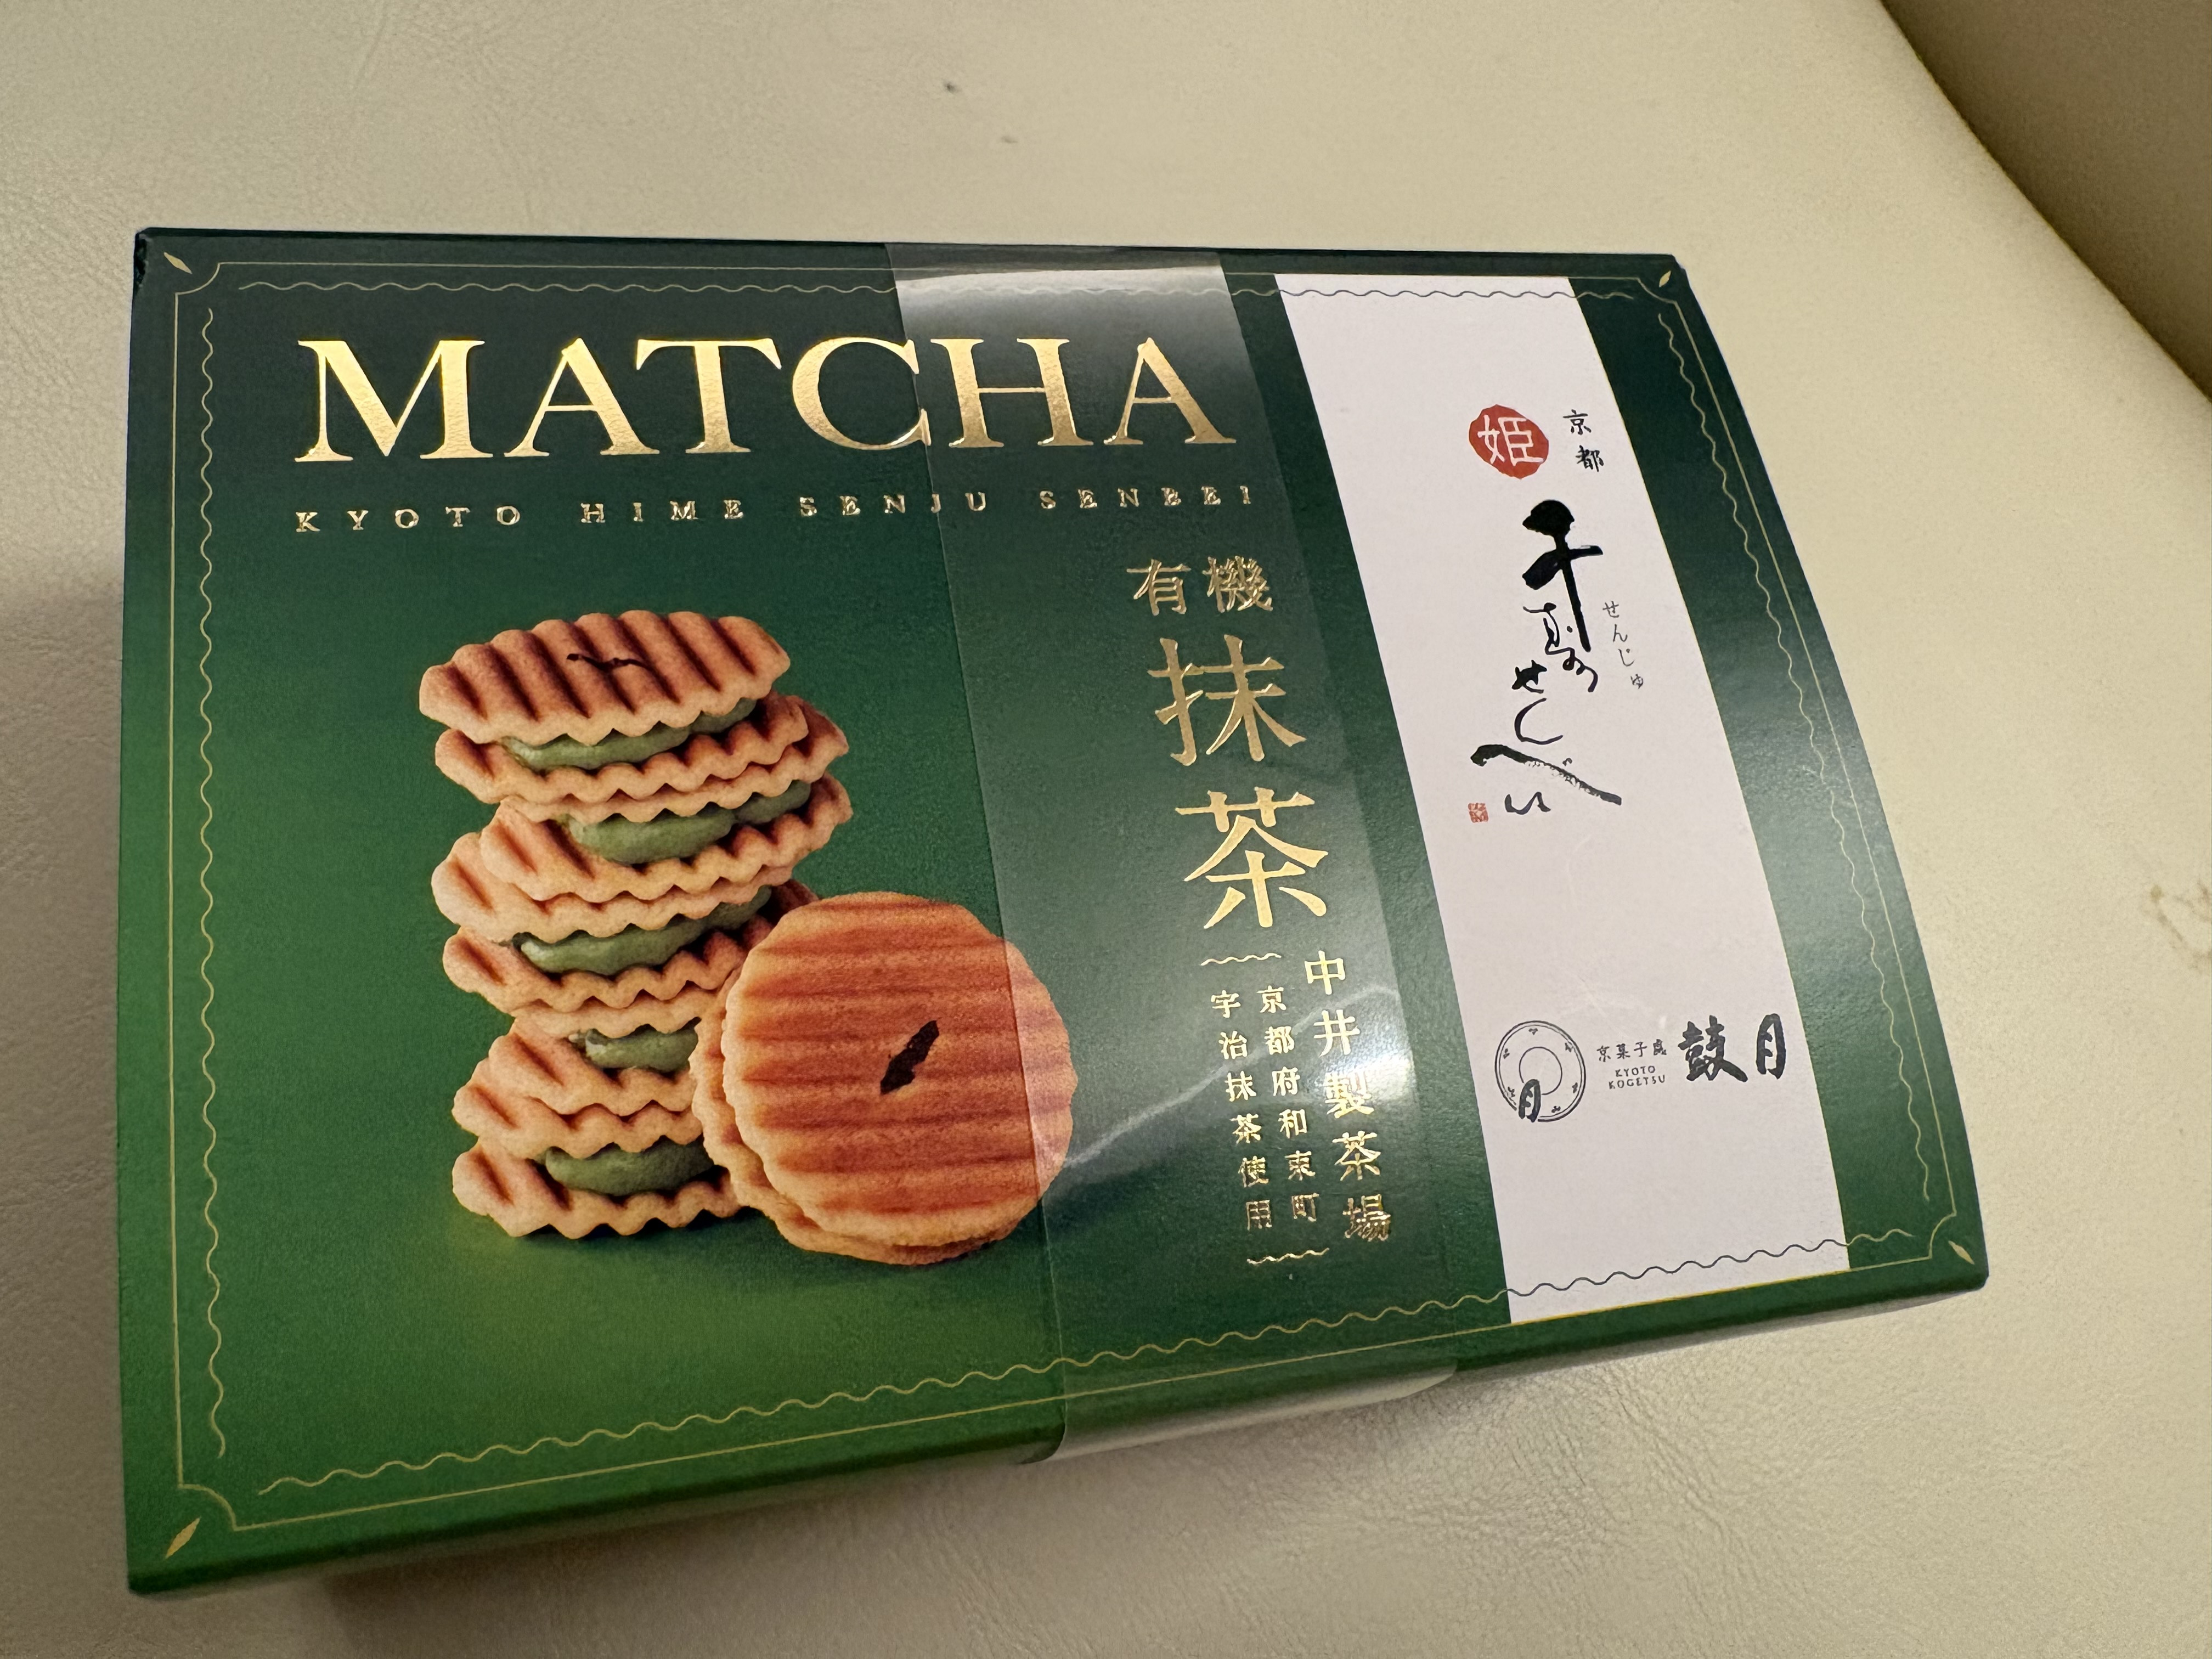 MATCHA
KYOTO HIME SENJU SENBEI
有機
抹茶
中井製茶場
京都府和束町
宇治抹茶使用
京都
姫
千寿せんべい
せんじゅ
京菓子處
KYOTO
KOGETSU
鼓月
月